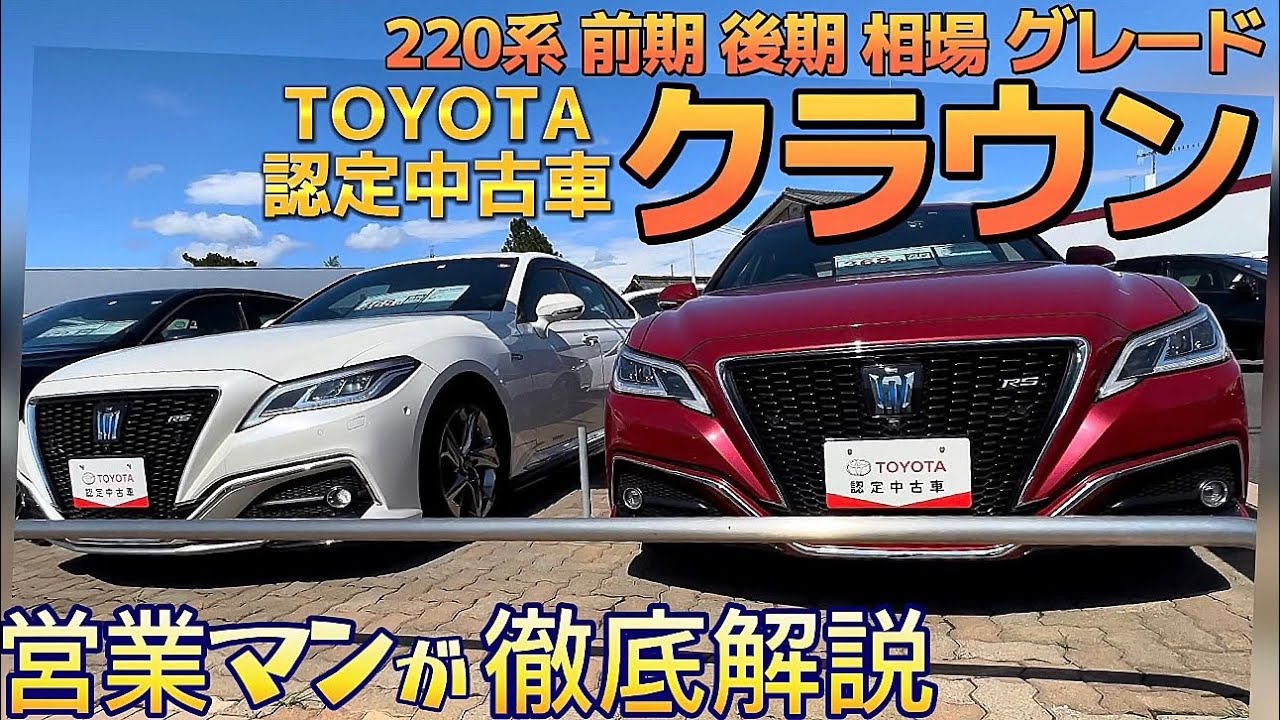 220系 前期 後期 相場 グレード
TOYOTA
認定中古車
クラウン
RS
RS
TOYOTA
認定中古車
TOYOTA
認定中古車
営業マンが徹底解説